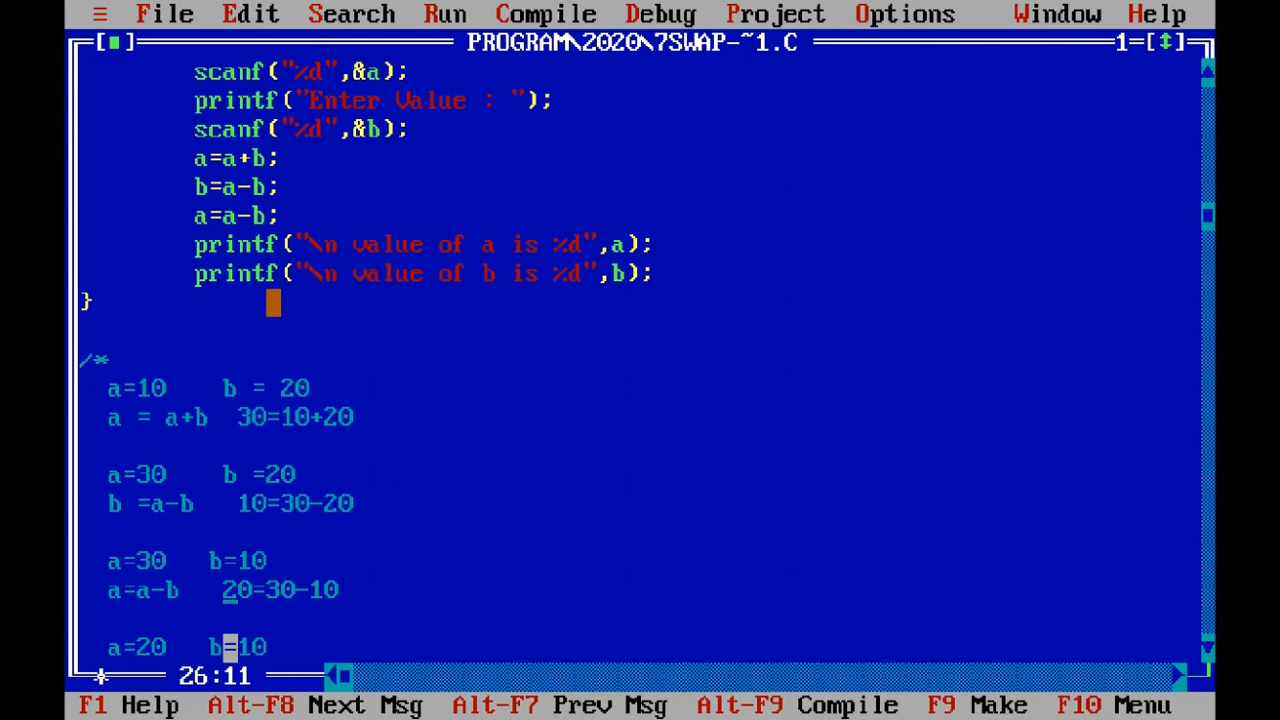 ≡ File Edit Search Run Compile Debug Project Options Window Help
[■] PROGRAM\2020\7SWAP-~1.C 1=[↕]
scanf("%d",&a);
printf("Enter Value : ");
scanf("%d",&b);
a=a+b;
b=a-b;
a=a-b;
printf("\n value of a is %d",a);
printf("\n value of b is %d",b);
}
/*
a=10 b = 20
a = a+b 30=10+20
a=30 b =20
b =a-b 10=30-20
a=30 b=10
a=a-b 20=30-10
a=20 b=10
* 26:11
F1 Help Alt-F8 Next Msg Alt-F7 Prev Msg Alt-F9 Compile F9 Make F10 Menu